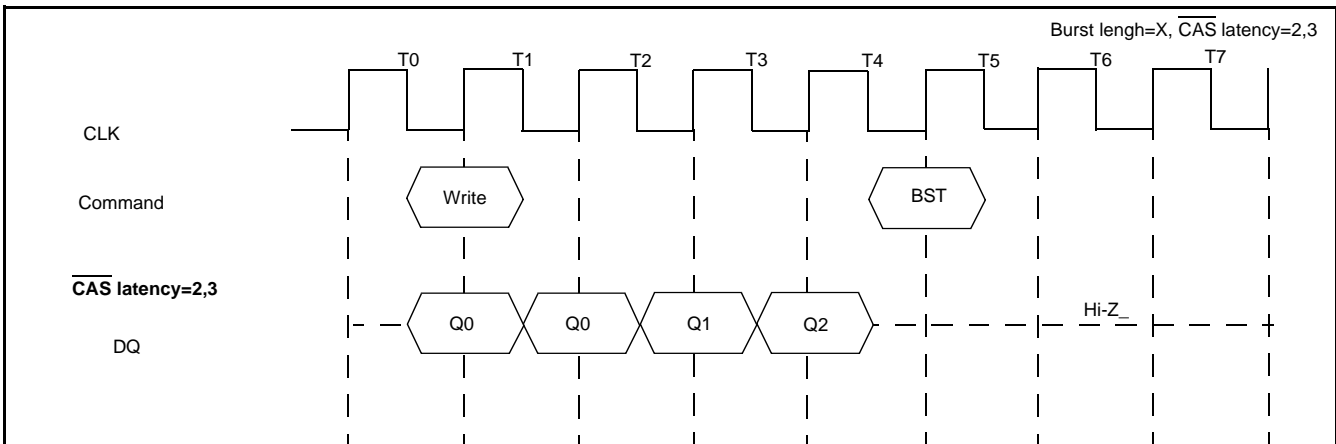 Burst lengh=X, CAS latency=2,3
T0 T1 T2 T3 T4 T5 T6 T7
CLK
Command Write BST
CAS latency=2,3
DQ Q0 Q0 Q1 Q2 Hi-Z_